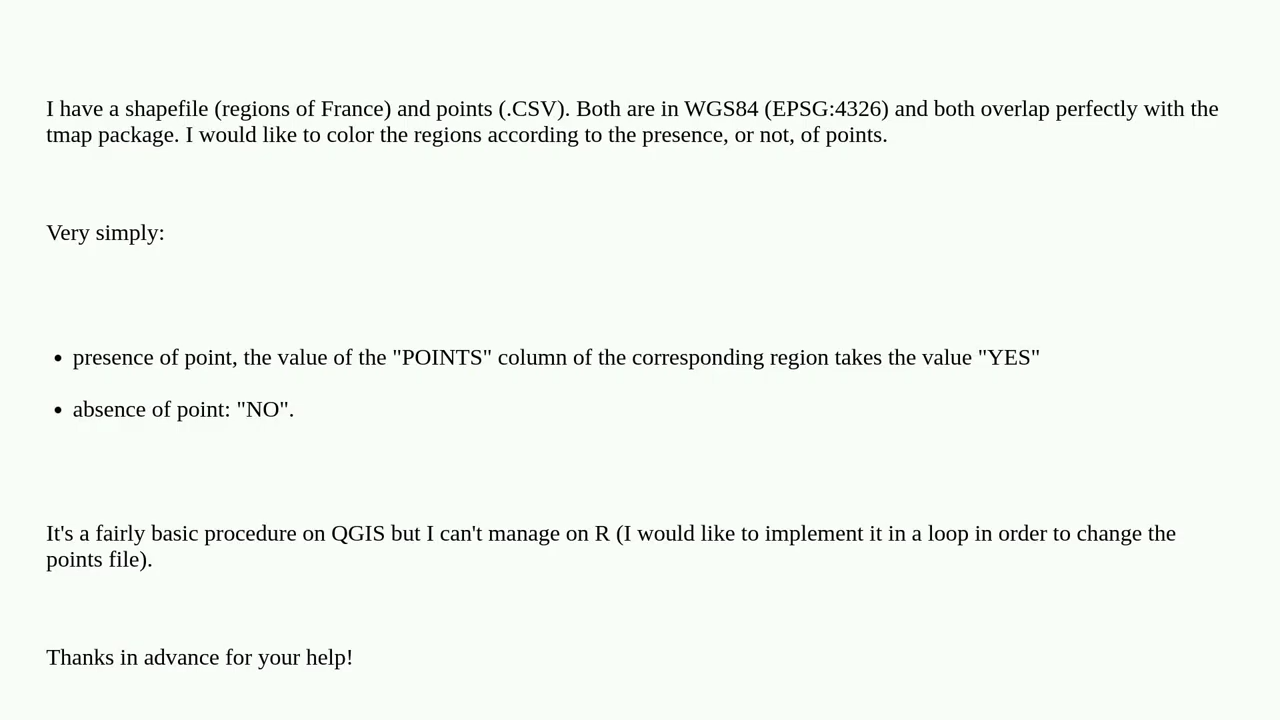 I have a shapefile (regions of France) and points (.CSV). Both are in WGS84 (EPSG:4326) and both overlap perfectly with the
tmap package. I would like to color the regions according to the presence, or not, of points.
Very simply:
• presence of point, the value of the "POINTS" column of the corresponding region takes the value "YES"
• absence of point: "NO".
It's a fairly basic procedure on QGIS but I can't manage on R (I would like to implement it in a loop in order to change the
points file).
Thanks in advance for your help!